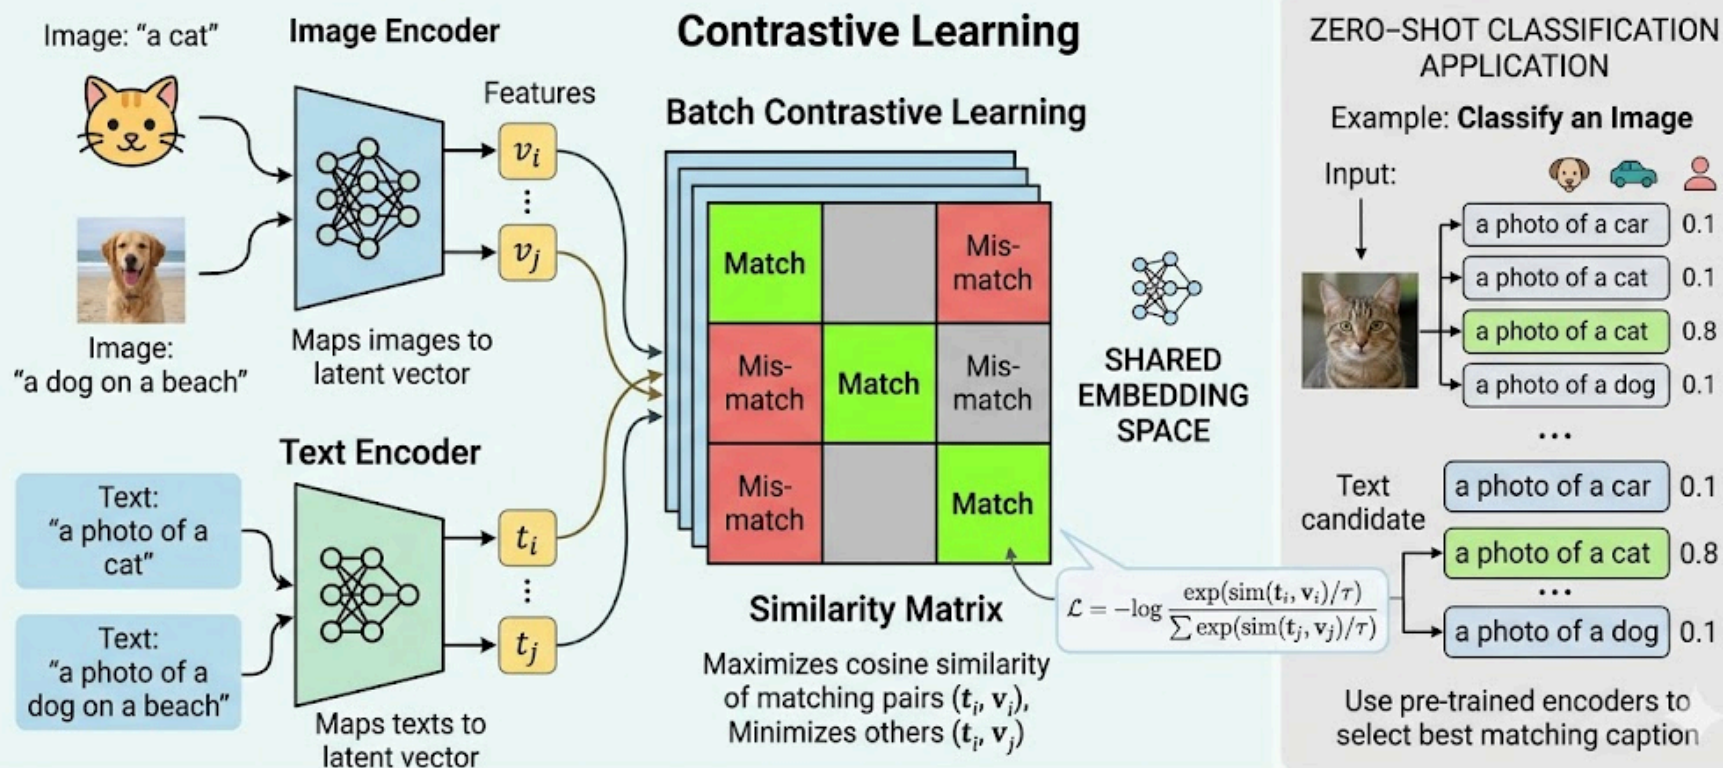 Image: “a cat”
Image Encoder
Features
v_i
⋮
v_j
Maps images to
latent vector
Image:
“a dog on a beach”
Text Encoder
Text:
“a photo of a
cat”
Text:
“a photo of a
dog on a beach”
t_i
⋮
t_j
Maps texts to
latent vector
Contrastive Learning
Batch Contrastive Learning
Match
Mis-
match
Mis-
match
Match
Mis-
match
Mis-
match
Match
SHARED
EMBEDDING
SPACE
Similarity Matrix
Maximizes cosine similarity
of matching pairs (t_i, v_i),
Minimizes others (t_i, v_j)
ℒ = −log exp(sim(t_i, v_i)/τ) / ∑ exp(sim(t_j, v_j)/τ)
ZERO–SHOT CLASSIFICATION
APPLICATION
Example: Classify an Image
Input:
a photo of a car 0.1
a photo of a cat 0.1
a photo of a cat 0.8
a photo of a dog 0.1
...
Text
candidate
a photo of a car 0.1
a photo of a cat 0.8
...
a photo of a dog 0.1
Use pre-trained encoders to
select best matching caption